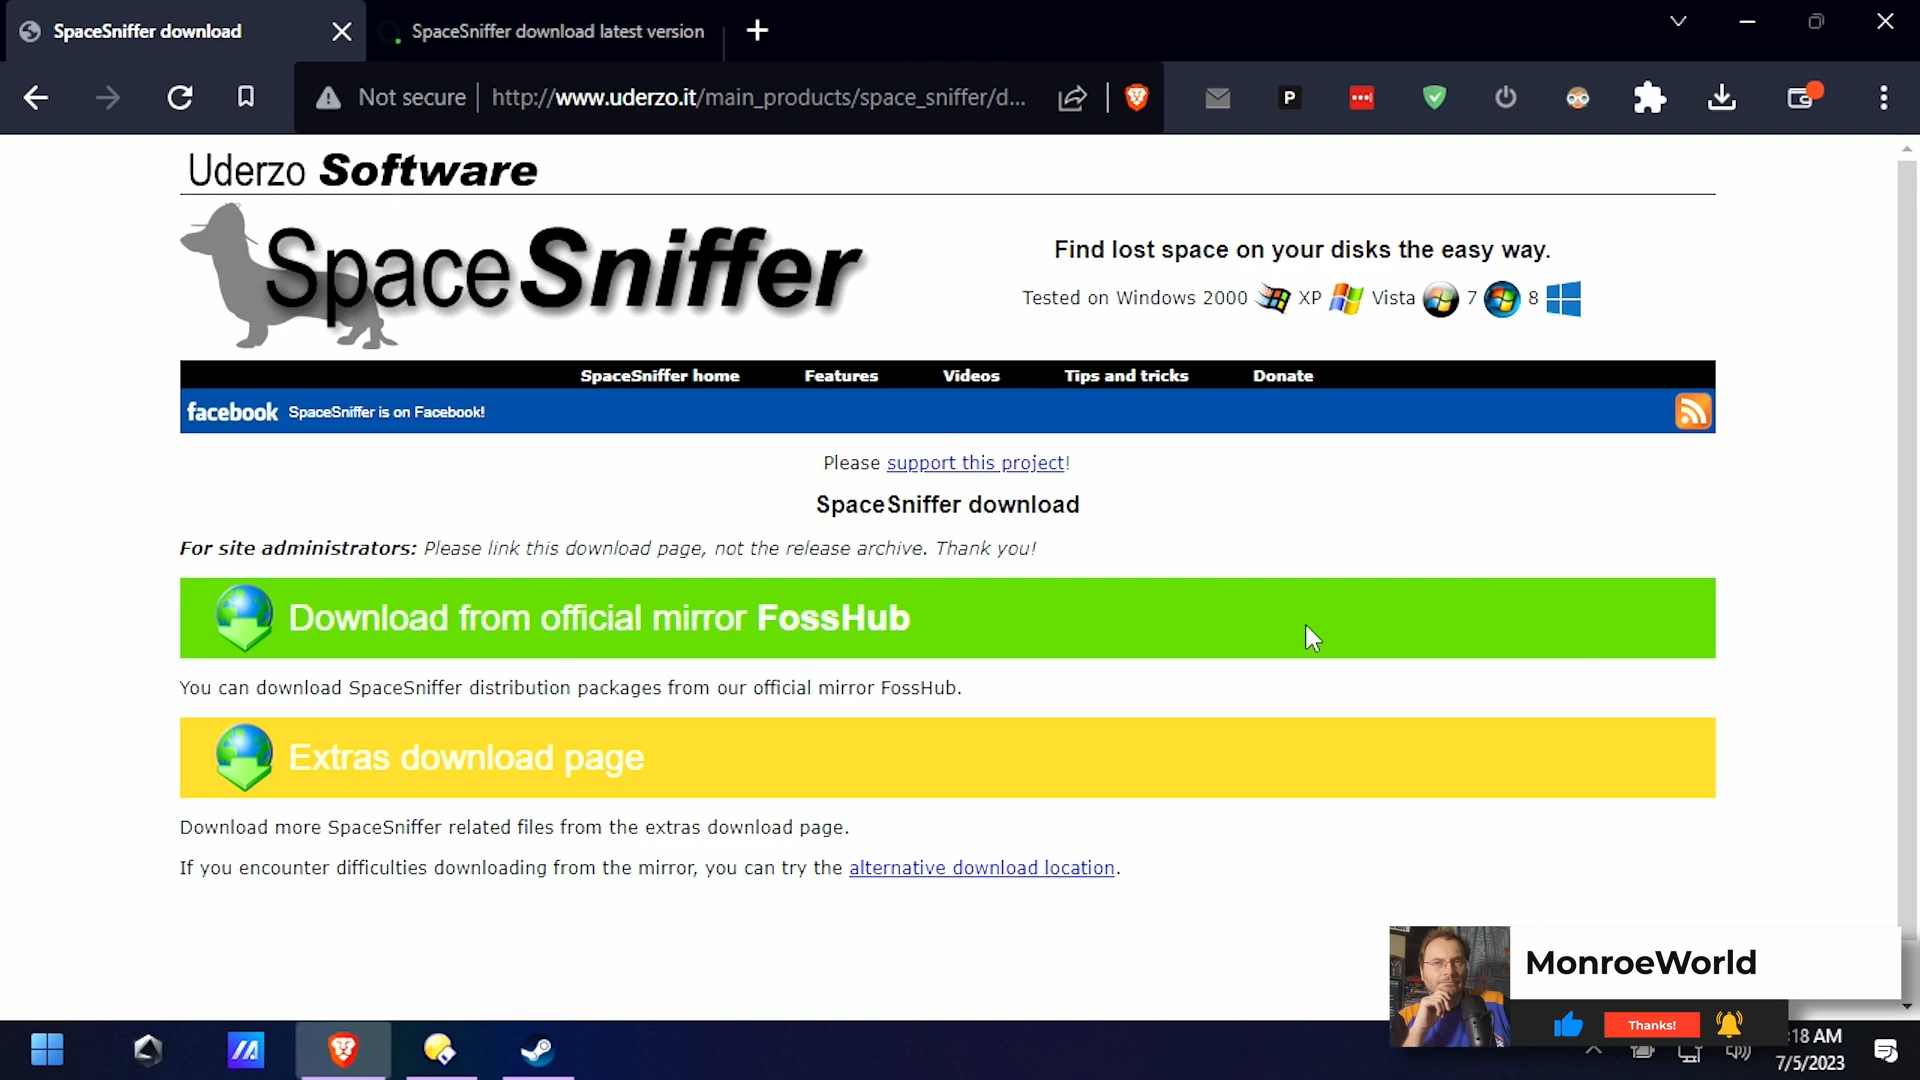 SpaceSniffer download
SpaceSniffer download latest version
Not secure
http://www.uderzo.it/main_products/space_sniffer/d...
P
Uderzo Software
SpaceSniffer
Find lost space on your disks the easy way.
Tested on Windows 2000 XP Vista 7 8
SpaceSniffer home Features Videos Tips and tricks Donate
facebook SpaceSniffer is on Facebook!
Please support this project!
SpaceSniffer download
For site administrators: Please link this download page, not the release archive. Thank you!
Download from official mirror FossHub
You can download SpaceSniffer distribution packages from our official mirror FossHub.
Extras download page
Download more SpaceSniffer related files from the extras download page.
If you encounter difficulties downloading from the mirror, you can try the alternative download location.
MonroeWorld
Thanks!
:18 AM
7/5/2023